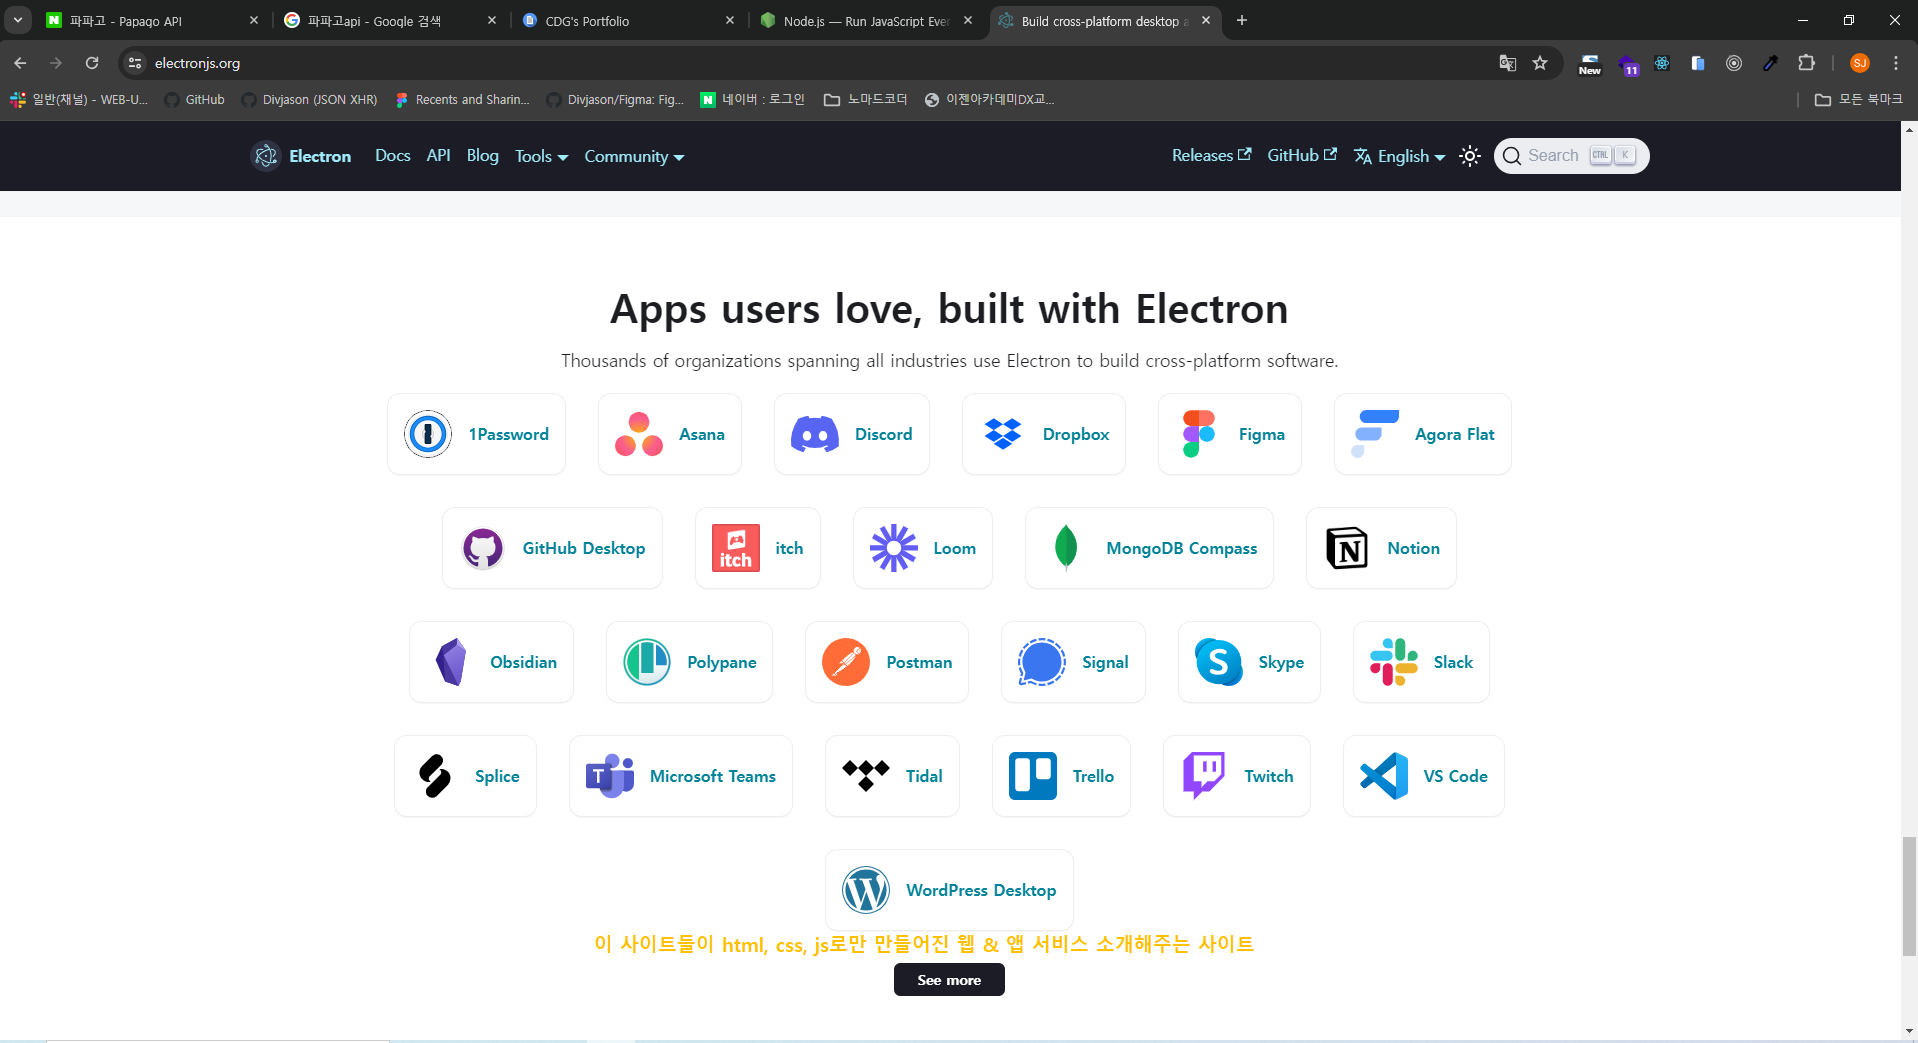 파파고 - Papago API
파파고api - Google 검색
CDG's Portfolio
Node.js — Run JavaScript Ever
Build cross-platform desktop a
electronjs.org
New
11
SJ
일반(채널) - WEB-U...
GitHub
Divjason (JSON XHR)
Recents and Sharin...
Divjason/Figma: Fig...
N 네이버 : 로그인
노마드코더
이젠아카데미DX교...
모든 북마크
Electron Docs API Blog Tools Community Releases GitHub English Search CTRL K
Apps users love, built with Electron
Thousands of organizations spanning all industries use Electron to build cross-platform software.
1Password Asana Discord Dropbox Figma Agora Flat
GitHub Desktop itch itch Loom MongoDB Compass N Notion
Obsidian Polypane Postman Signal S Skype Slack
Splice T Microsoft Teams Tidal Trello Twitch VS Code
W WordPress Desktop
이 사이트들이 html, css, js로만 만들어진 웹 & 앱 서비스 소개해주는 사이트
See more